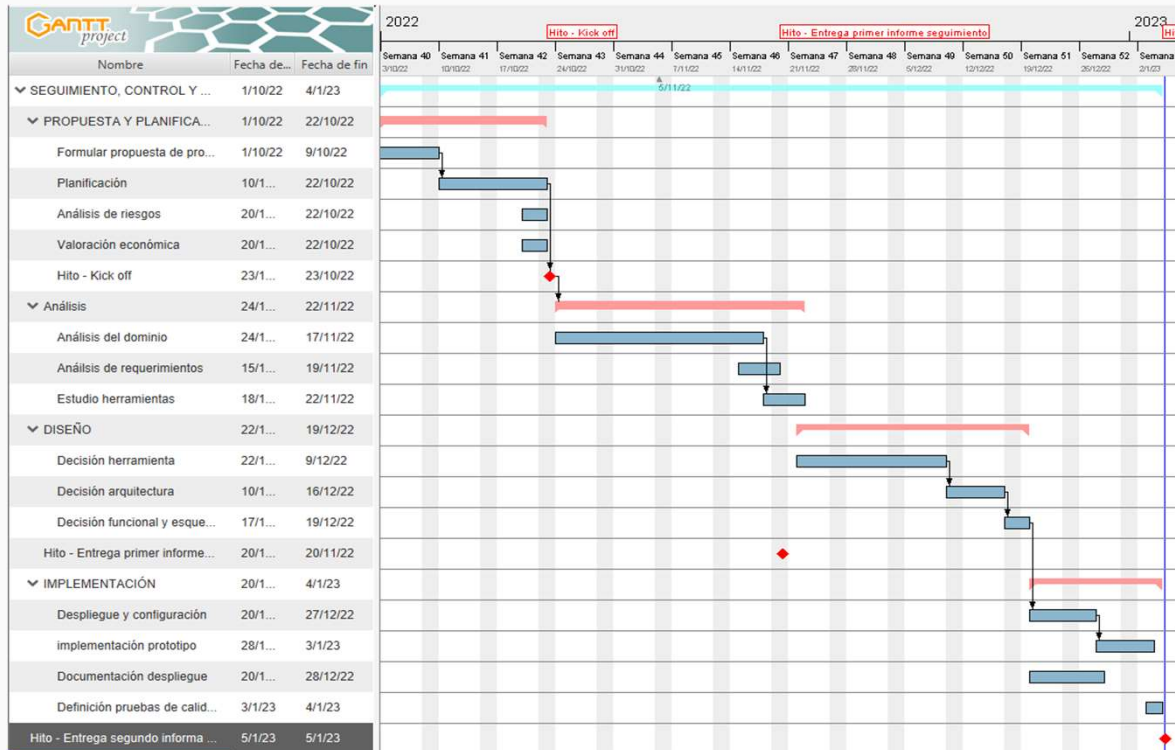 GANTT project
2022
2023
Hito - Kick off
Hito - Entrega primer informe seguimiento
Hi
Nombre Fecha de... Fecha de fin
Semana 40 Semana 41 Semana 42 Semana 43 Semana 44 Semana 45 Semana 46 Semana 47 Semana 48 Semana 49 Semana 50 Semana 51 Semana 52 Semana
3/10/22 10/10/22 17/10/22 24/10/22 31/10/22 7/11/22 14/11/22 21/11/22 28/11/22 5/12/22 12/12/22 19/12/22 26/12/22 2/1/23
SEGUIMIENTO, CONTROL Y ... 1/10/22 4/1/23
5/11/22
PROPUESTA Y PLANIFICA... 1/10/22 22/10/22
Formular propuesta de pro... 1/10/22 9/10/22
Planificación 10/1... 22/10/22
Análisis de riesgos 20/1... 22/10/22
Valoración económica 20/1... 22/10/22
Hito - Kick off 23/1... 23/10/22
Análisis 24/1... 22/11/22
Análisis del dominio 24/1... 17/11/22
Anáilsis de requerimientos 15/1... 19/11/22
Estudio herramientas 18/1... 22/11/22
DISEÑO 22/1... 19/12/22
Decisión herramienta 22/1... 9/12/22
Decisión arquitectura 10/1... 16/12/22
Decisión funcional y esque... 17/1... 19/12/22
Hito - Entrega primer informe... 20/1... 20/11/22
IMPLEMENTACIÓN 20/1... 4/1/23
Despliegue y configuración 20/1... 27/12/22
implementación prototipo 28/1... 3/1/23
Documentación despliegue 20/1... 28/12/22
Definición pruebas de calid... 3/1/23 4/1/23
Hito - Entrega segundo informa ... 5/1/23 5/1/23